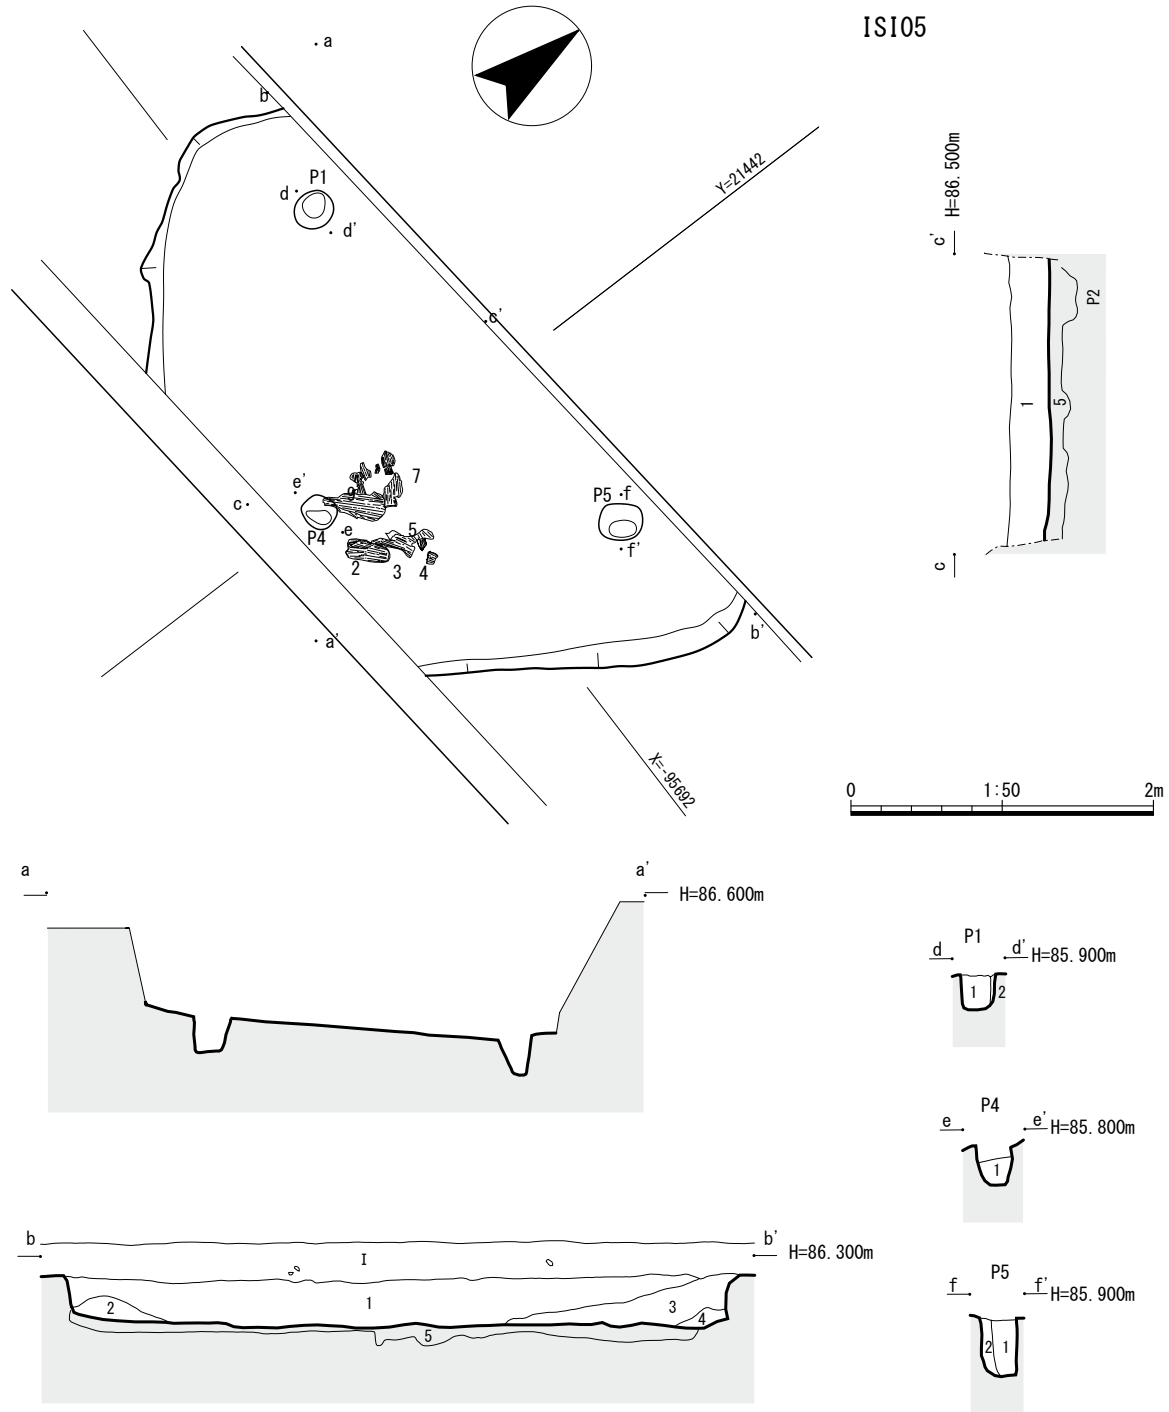 ISI05
a
b
P1
d
d'
Y=21442
H=86.500m
c'
P2
1
5
c
c'
7
e'
9
c
P5
f
e
P4
5
f'
2
3
4
b'
a'
X=-95692
0
1:50
2m
a
a'
H=86.600m
P1
d
d'
H=85.900m
1
2
P4
e
e'
H=85.800m
1
b
b'
H=86.300m
I
1
2
3
4
5
P5
f
f'
H=85.900m
2
1